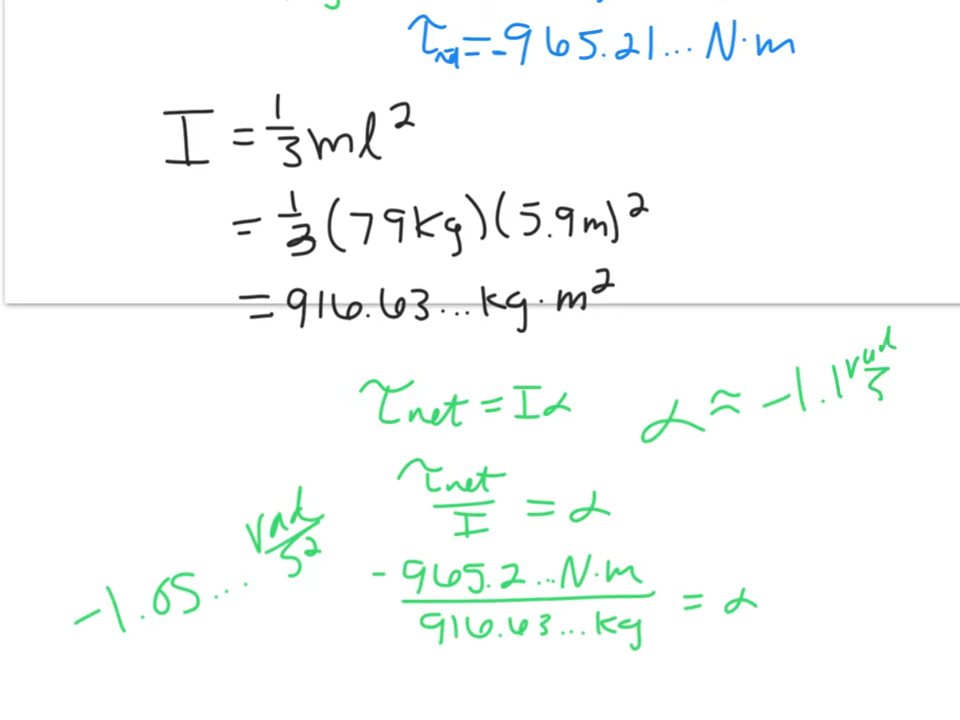 τnet = -965.21... N·m
I = 1/3 ml²
= 1/3 (79kg)(5.9m)²
= 916.63... kg·m²
τnet = Iα
α ≈ -1.1 rad/s
τnet/I = α
-1.05... rad/s²
-965.2... N·m / 916.63... kg = α